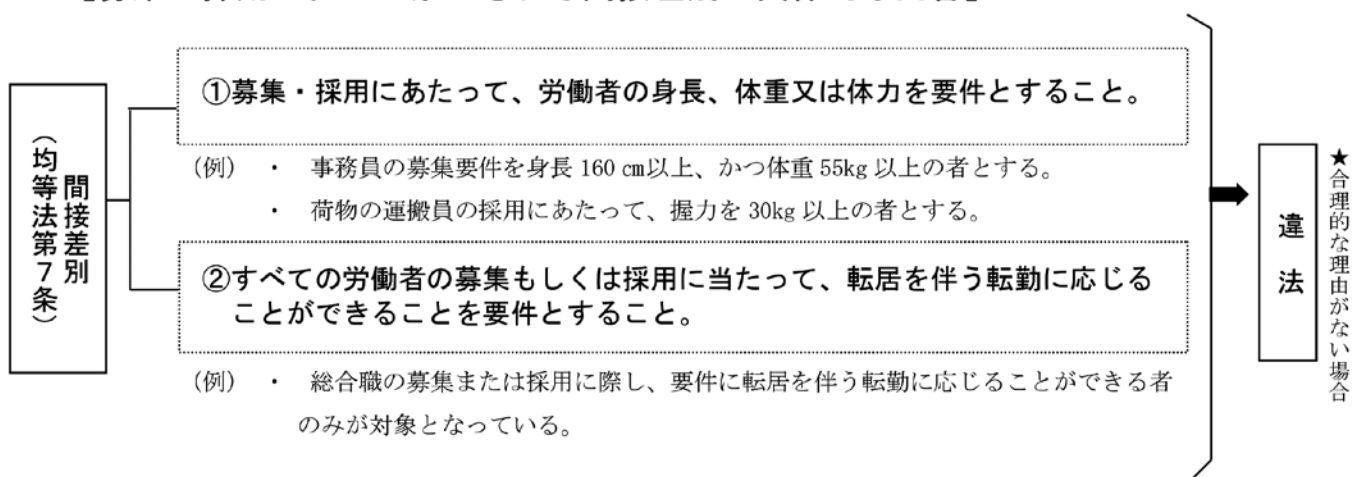 間接差別
(均等法第7条)
①募集・採用にあたって、労働者の身長、体重又は体力を要件とすること。
(例) ・ 事務員の募集要件を身長 160 ㎝以上、かつ体重 55kg 以上の者とする。
・ 荷物の運搬員の採用にあたって、握力を 30kg 以上の者とする。
②すべての労働者の募集もしくは採用に当たって、転居を伴う転勤に応じる
ことができることを要件とすること。
(例) ・ 総合職の募集または採用に際し、要件に転居を伴う転勤に応じることができる者
のみが対象となっている。
違法
★合理的な理由がない場合